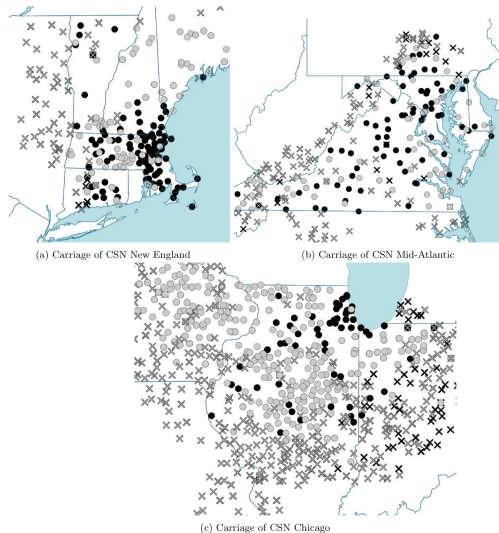 (a) Carriage of CSN New England
(b) Carriage of CSN Mid-Atlantic
(c) Carriage of CSN Chicago